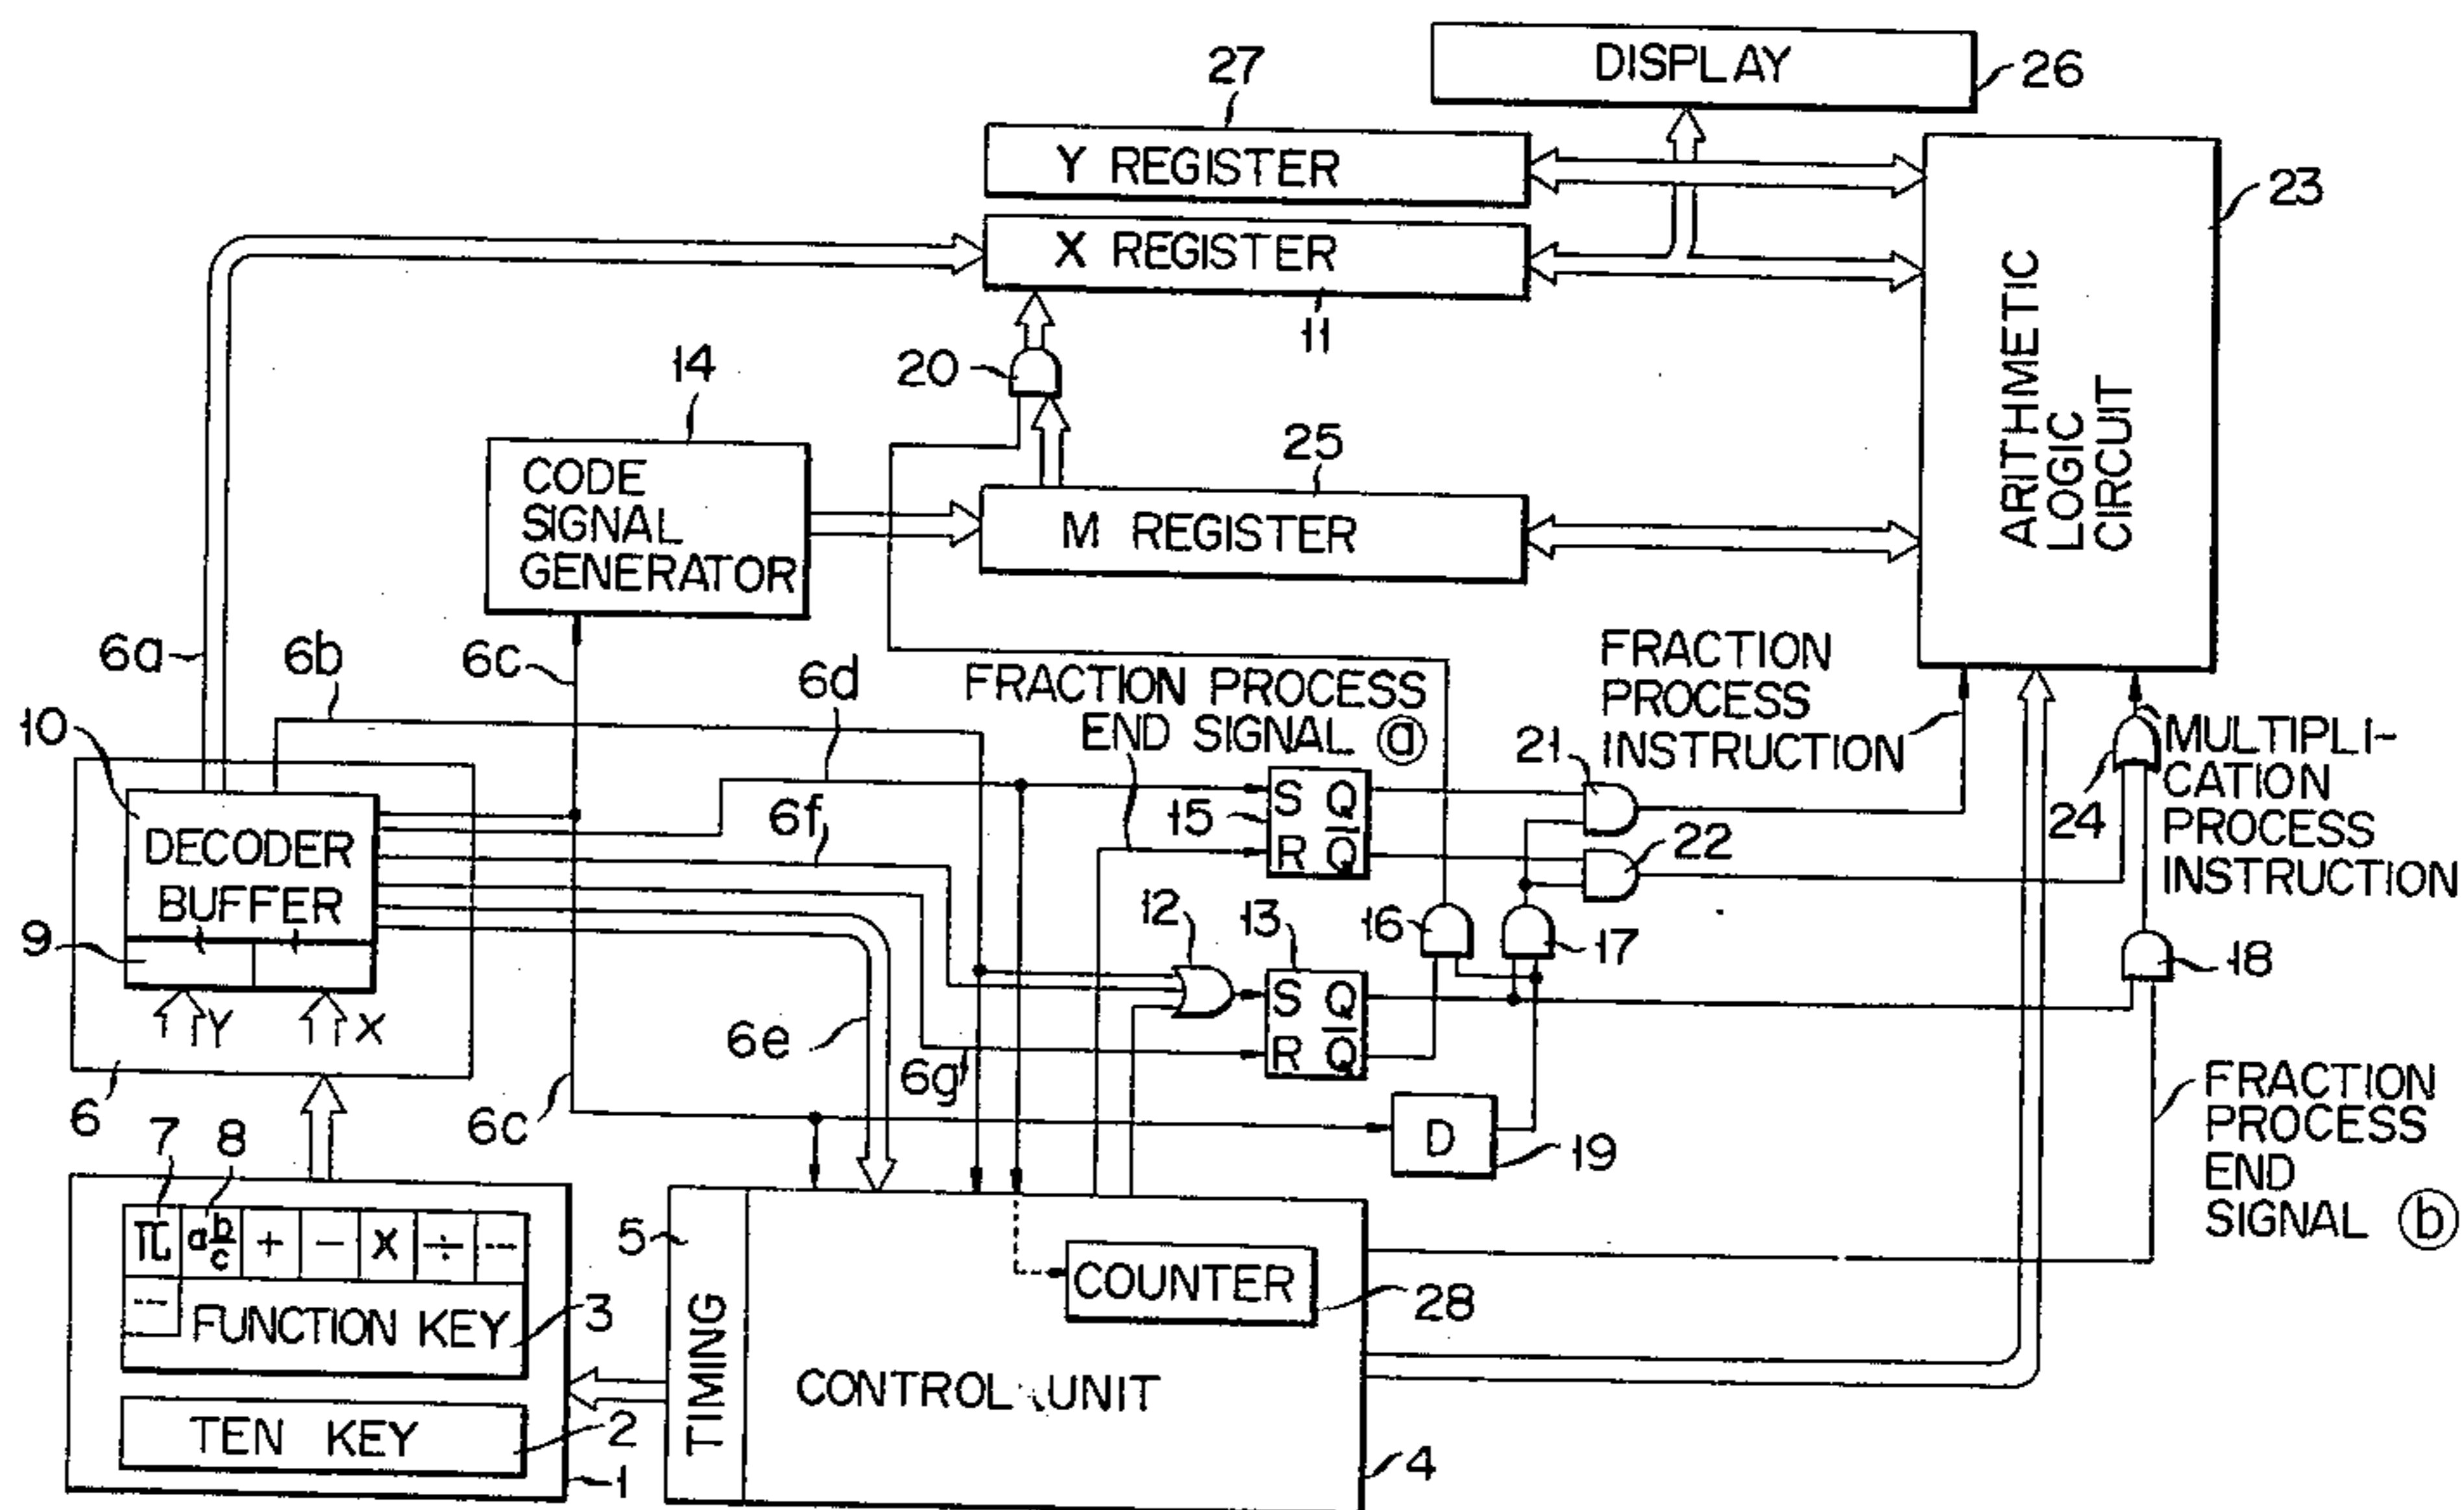 DISPLAY
26
27
Y REGISTER
X REGISTER
11
23
ARITHMETIC
LOGIC
CIRCUIT
20
14
CODE
SIGNAL
GENERATOR
25
M REGISTER
6a
6b
6c
6d
FRACTION PROCESS
END SIGNAL ⓐ
FRACTION
PROCESS
INSTRUCTION
MULTIPLI-
CATION
PROCESS
INSTRUCTION
24
10
DECODER
BUFFER
9
Y
X
6
6f
15
S Q
R Q̅
21
22
12
13
S Q
R Q̅
16
17
18
6e
6g
6c
D
19
FRACTION
PROCESS
END
SIGNAL ⓑ
7
8
π
a b/c
+
−
×
÷
--
--
FUNCTION KEY
3
TEN KEY
2
1
5
TIMING
COUNTER
28
CONTROL UNIT
4